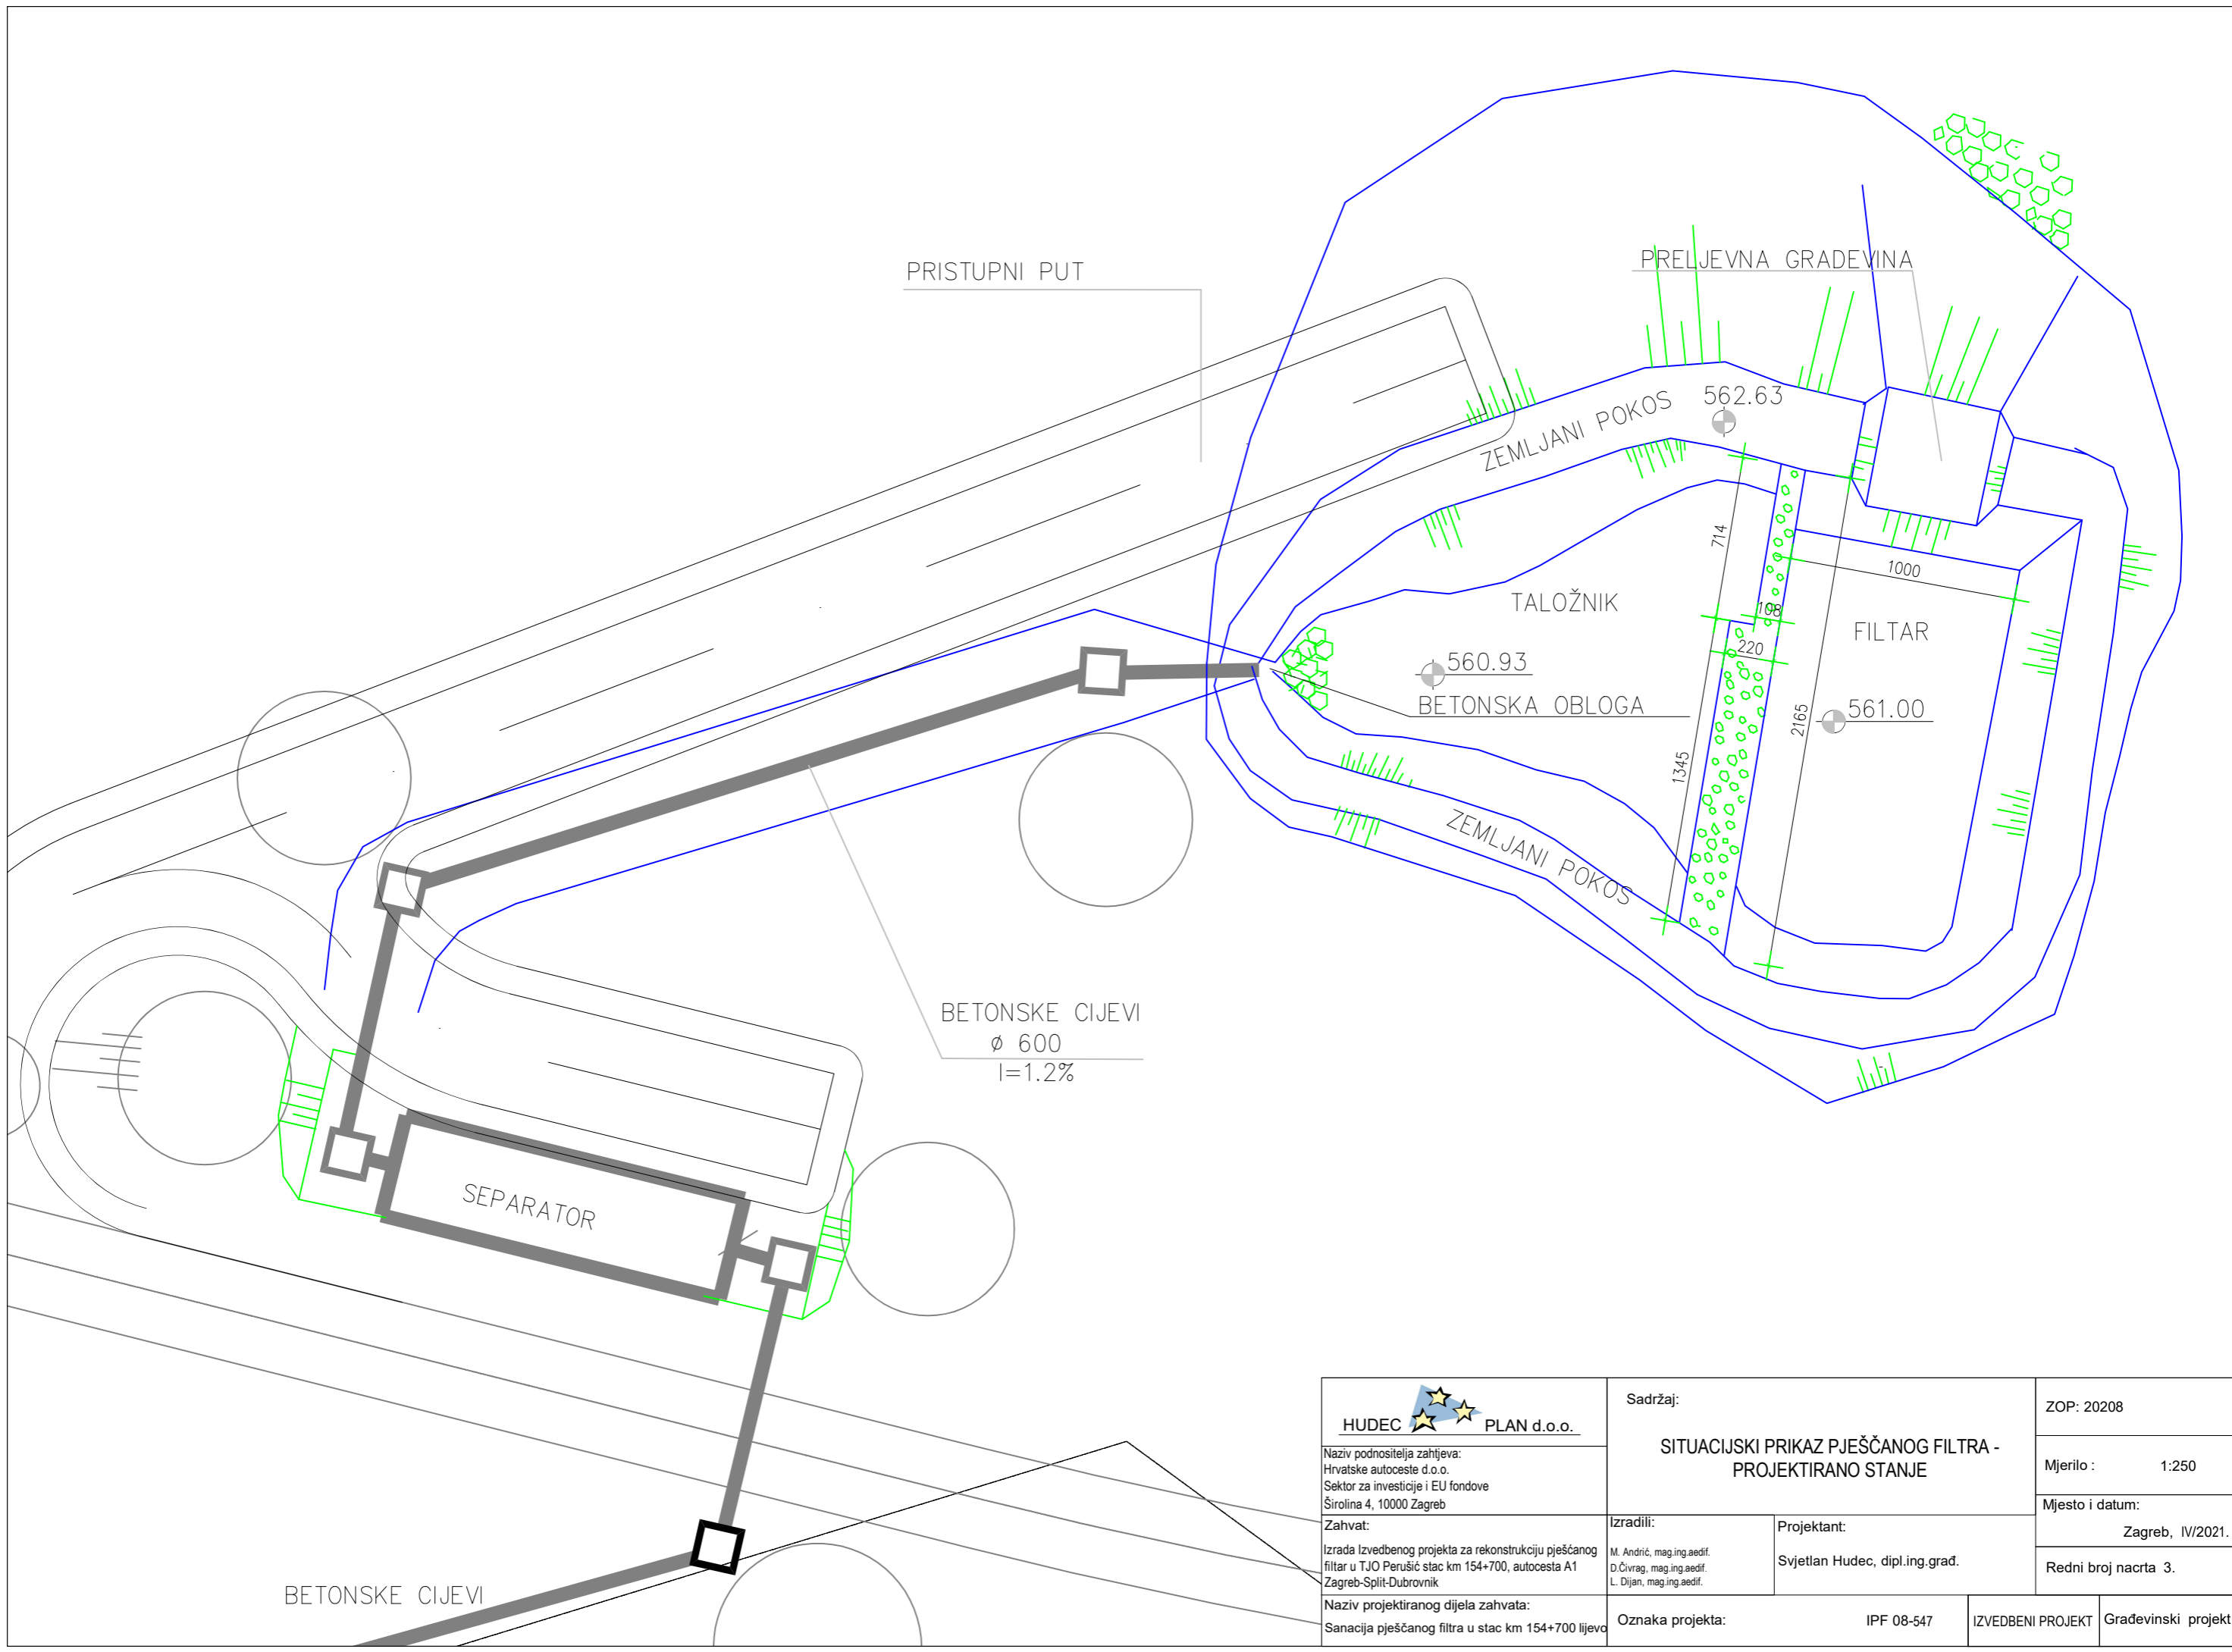 PRISTUPNI PUT
PRELJEVNA GRAĐEVINA
ZEMLJANI POKOS
562.63
714
1000
TALOŽNIK
108
FILTAR
220
560.93
BETONSKA OBLOGA
561.00
2165
1345
ZEMLJANI POKOS
BETONSKE CIJEVI
ø 600
I=1.2%
SEPARATOR
BETONSKE CIJEVI
HUDEC PLAN d.o.o.
Naziv podnositelja zahtjeva:
Hrvatske autoceste d.o.o.
Sektor za investicije i EU fondove
Širolina 4, 10000 Zagreb
Zahvat:
Izrada Izvedbenog projekta za rekonstrukciju pješčanog
filtar u TJO Perušić stac km 154+700, autocesta A1
Zagreb-Split-Dubrovnik
Naziv projektiranog dijela zahvata:
Sanacija pješčanog filtra u stac km 154+700 lijevo
Sadržaj:
SITUACIJSKI PRIKAZ PJEŠČANOG FILTRA -
PROJEKTIRANO STANJE
Izradili:
M. Andrić, mag.ing.aedif.
D.Čivrag, mag.ing.aedif.
L. Dijan, mag.ing.aedif.
Projektant:
Svjetlan Hudec, dipl.ing.građ.
Oznaka projekta: IPF 08-547
IZVEDBENI PROJEKT
Građevinski projekt
ZOP: 20208
Mjerilo : 1:250
Mjesto i datum:
Zagreb, IV/2021.
Redni broj nacrta 3.